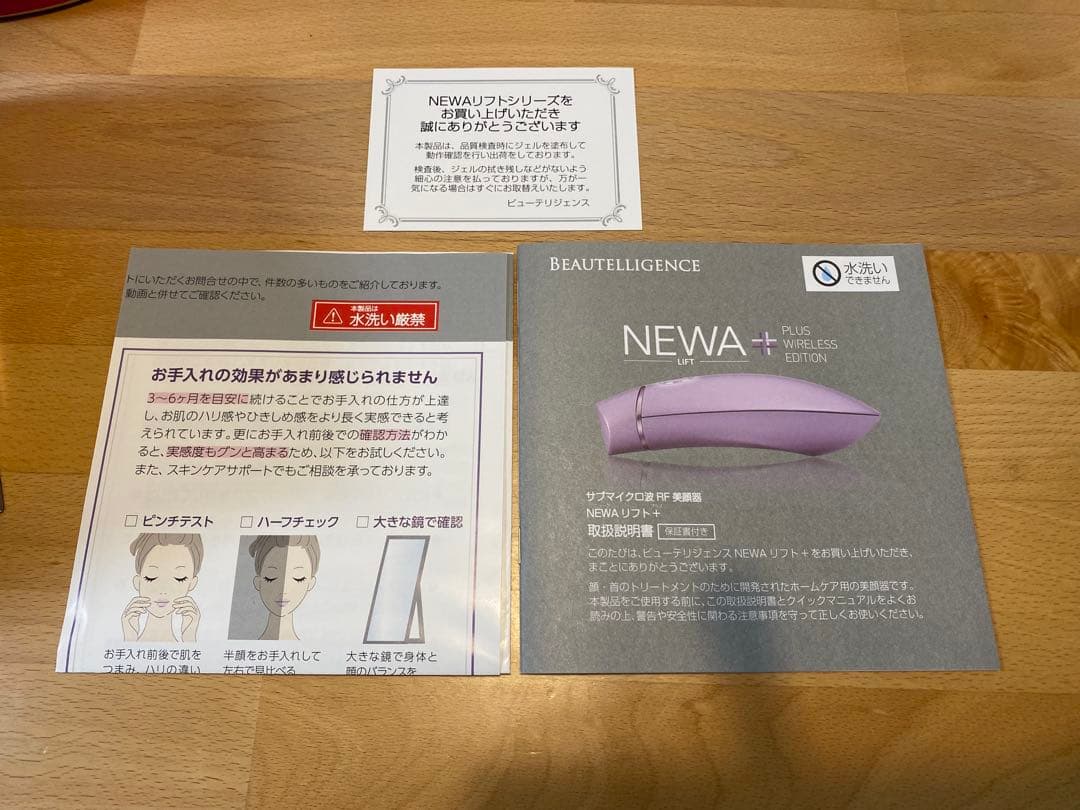 NEWAリフトシリーズを
お買い上げいただき
誠にありがとうございます
本製品は、品質検査時にジェルを塗布して
動作確認を行い出荷をしております。
検査後、ジェルの拭き残しなどがないよう
細心の注意を払っておりますが、万が一
気になる場合はすぐにお取替えいたします。
ビューテリジェンス
トにいただくお問合せの中で、件数の多いものをご紹介しております。
動画と併せてご確認ください。
本製品は
水洗い厳禁
お手入れの効果があまり感じられません
3～6ヶ月を目安に続けることでお手入れの仕方が上達
し、お肌のハリ感やひきしめ感をより長く実感できると考
えられています。更にお手入れ前後での確認方法がわか
ると、実感度もグンと高まるため、以下をお試しください。
また、スキンケアサポートでもご相談を承っております。
□ ピンチテスト
□ ハーフチェック
□ 大きな鏡で確認
お手入れ前後で肌を
つまみ、ハリの違い
半顔をお手入れして
左右で見比べる
大きな鏡で身体と
顔のバランスを
BEAUTELLIGENCE
水洗い
できません
NEWA +
LIFT
PLUS
WIRELESS
EDITION
サブマイクロ波 RF 美顔器
NEWA リフト+
取扱説明書 保証書付き
このたびは、ビューテリジェンス NEWA リフト+をお買い上げいただき、
まことにありがとうございます。
顔・首のトリートメントのために開発されたホームケア用の美顔器です。
本製品をご使用する前に、この取扱説明書とクイックマニュアルをよくお
読みの上、警告や安全性に関わる注意事項を守って正しくお使いください。